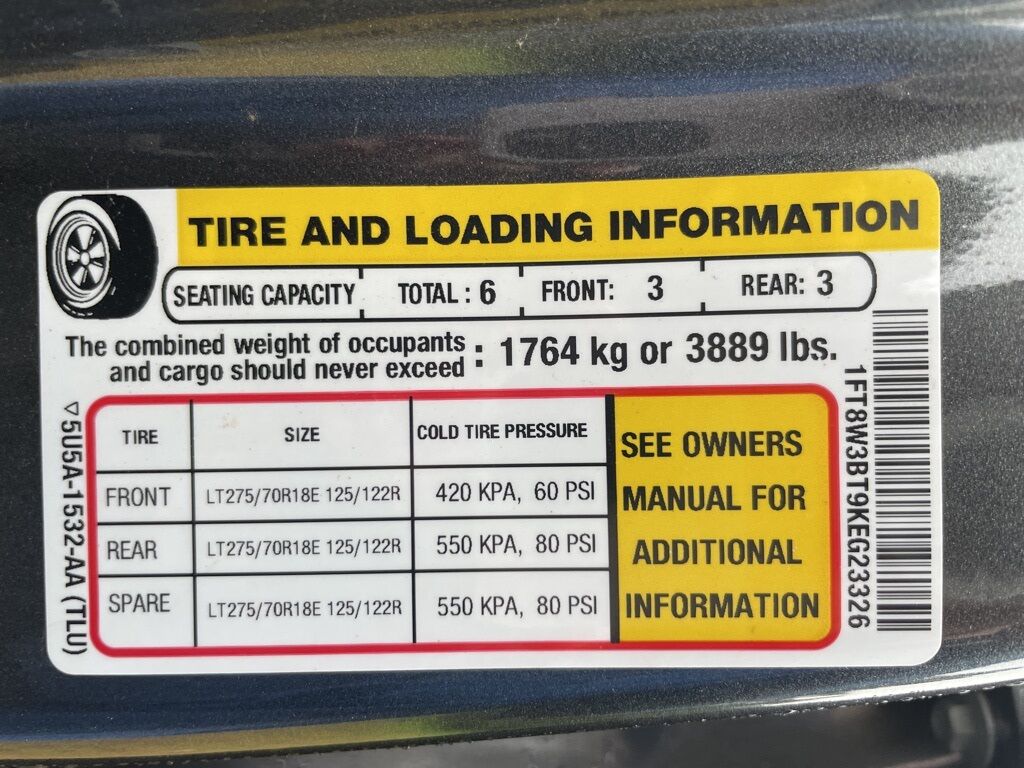 TIRE AND LOADING INFORMATION
SEATING CAPACITY TOTAL : 6 FRONT: 3 REAR: 3
The combined weight of occupants
and cargo should never exceed : 1764 kg or 3889 lbs.
TIRE SIZE COLD TIRE PRESSURE
FRONT LT275/70R18E 125/122R 420 KPA, 60 PSI
REAR LT275/70R18E 125/122R 550 KPA, 80 PSI
SPARE LT275/70R18E 125/122R 550 KPA, 80 PSI
SEE OWNERS
MANUAL FOR
ADDITIONAL
INFORMATION
1FT8W3BT9KEG23326
5U5A-1532-AA (TLU)